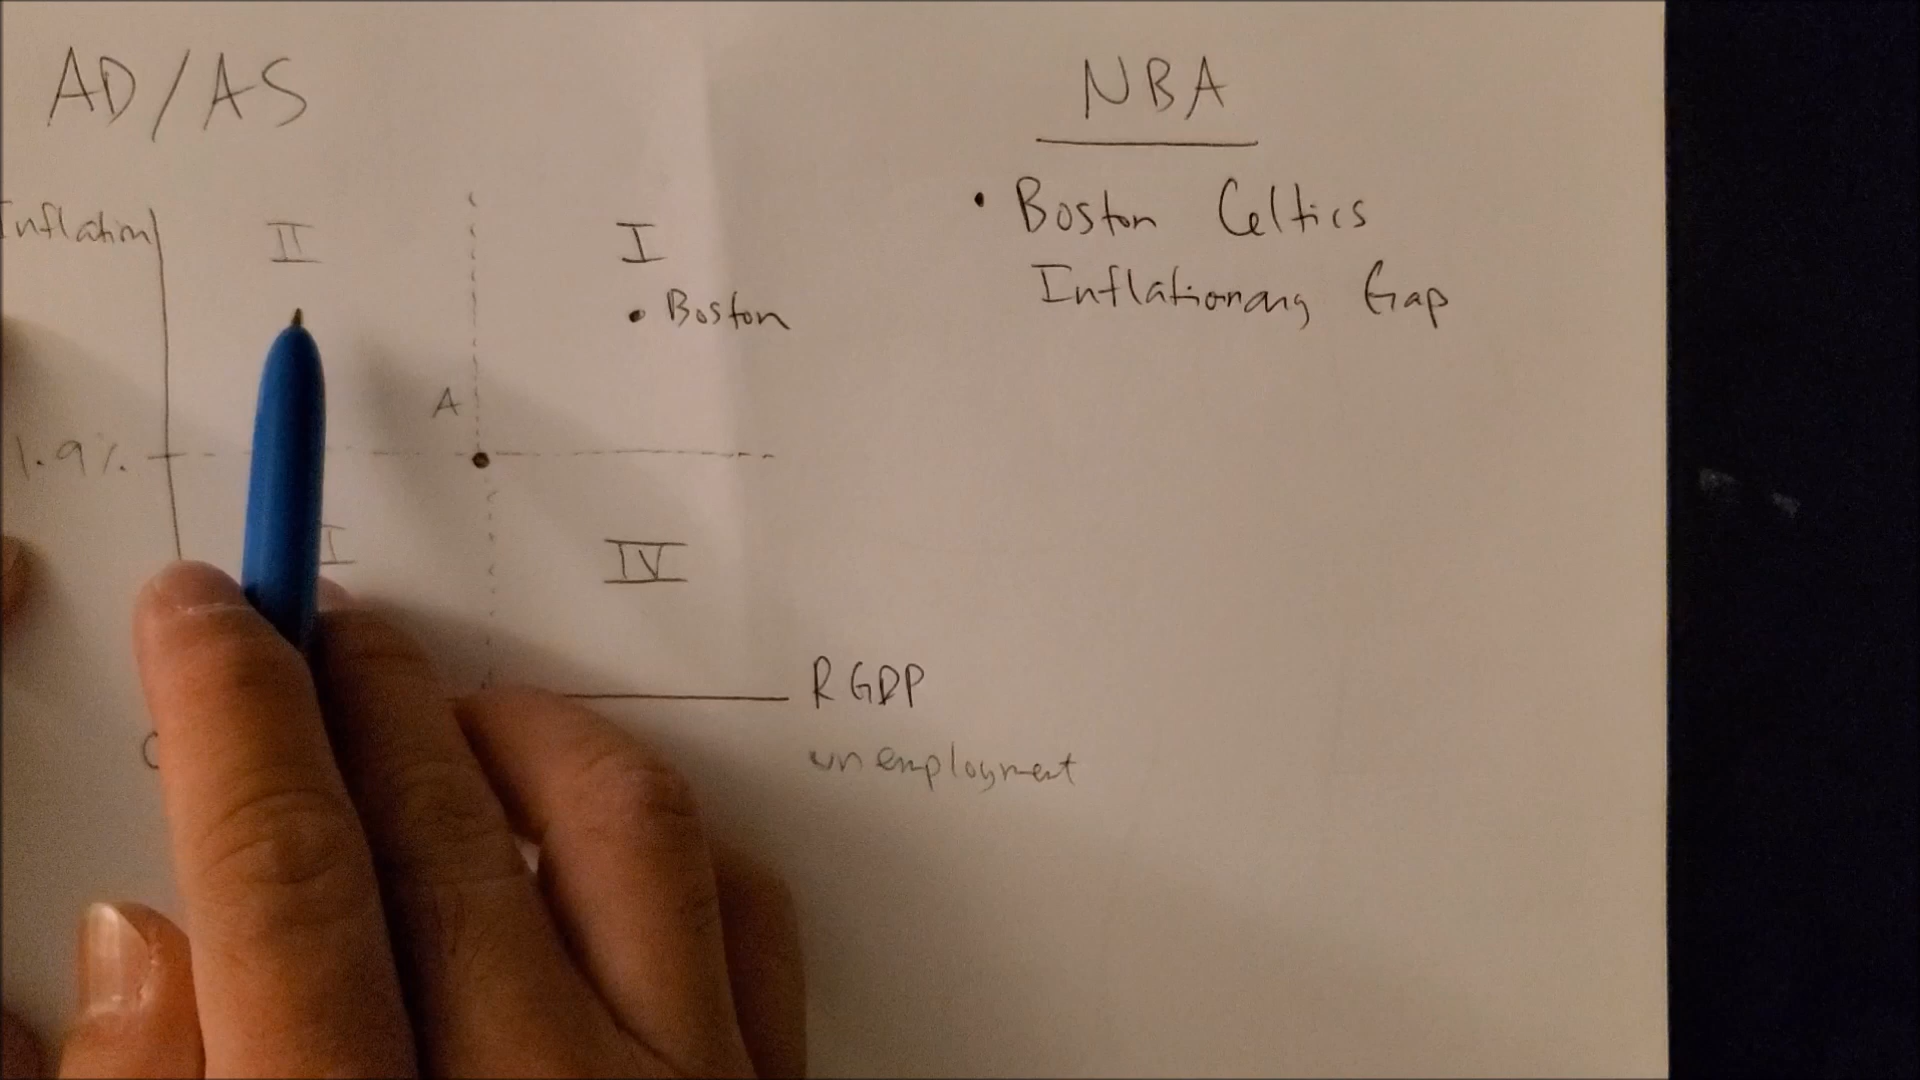 AD/AS
NBA
Inflation
II
I
• Boston Celtics
Inflationary Gap
• Boston
A
1.9%
I
IV
RGDP
unemployment